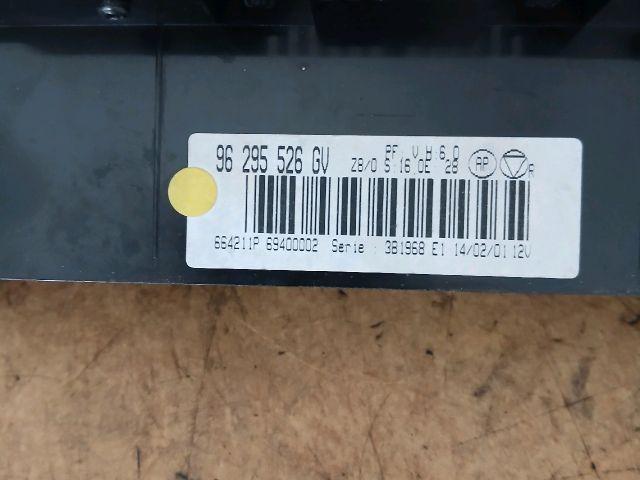 96 295 526 GV
PF: V.H:6.0
Z8/0 S:16 0E 28
AP
R
664211P 69400002 Serie : 3B1968 E1 14/02/01 12V